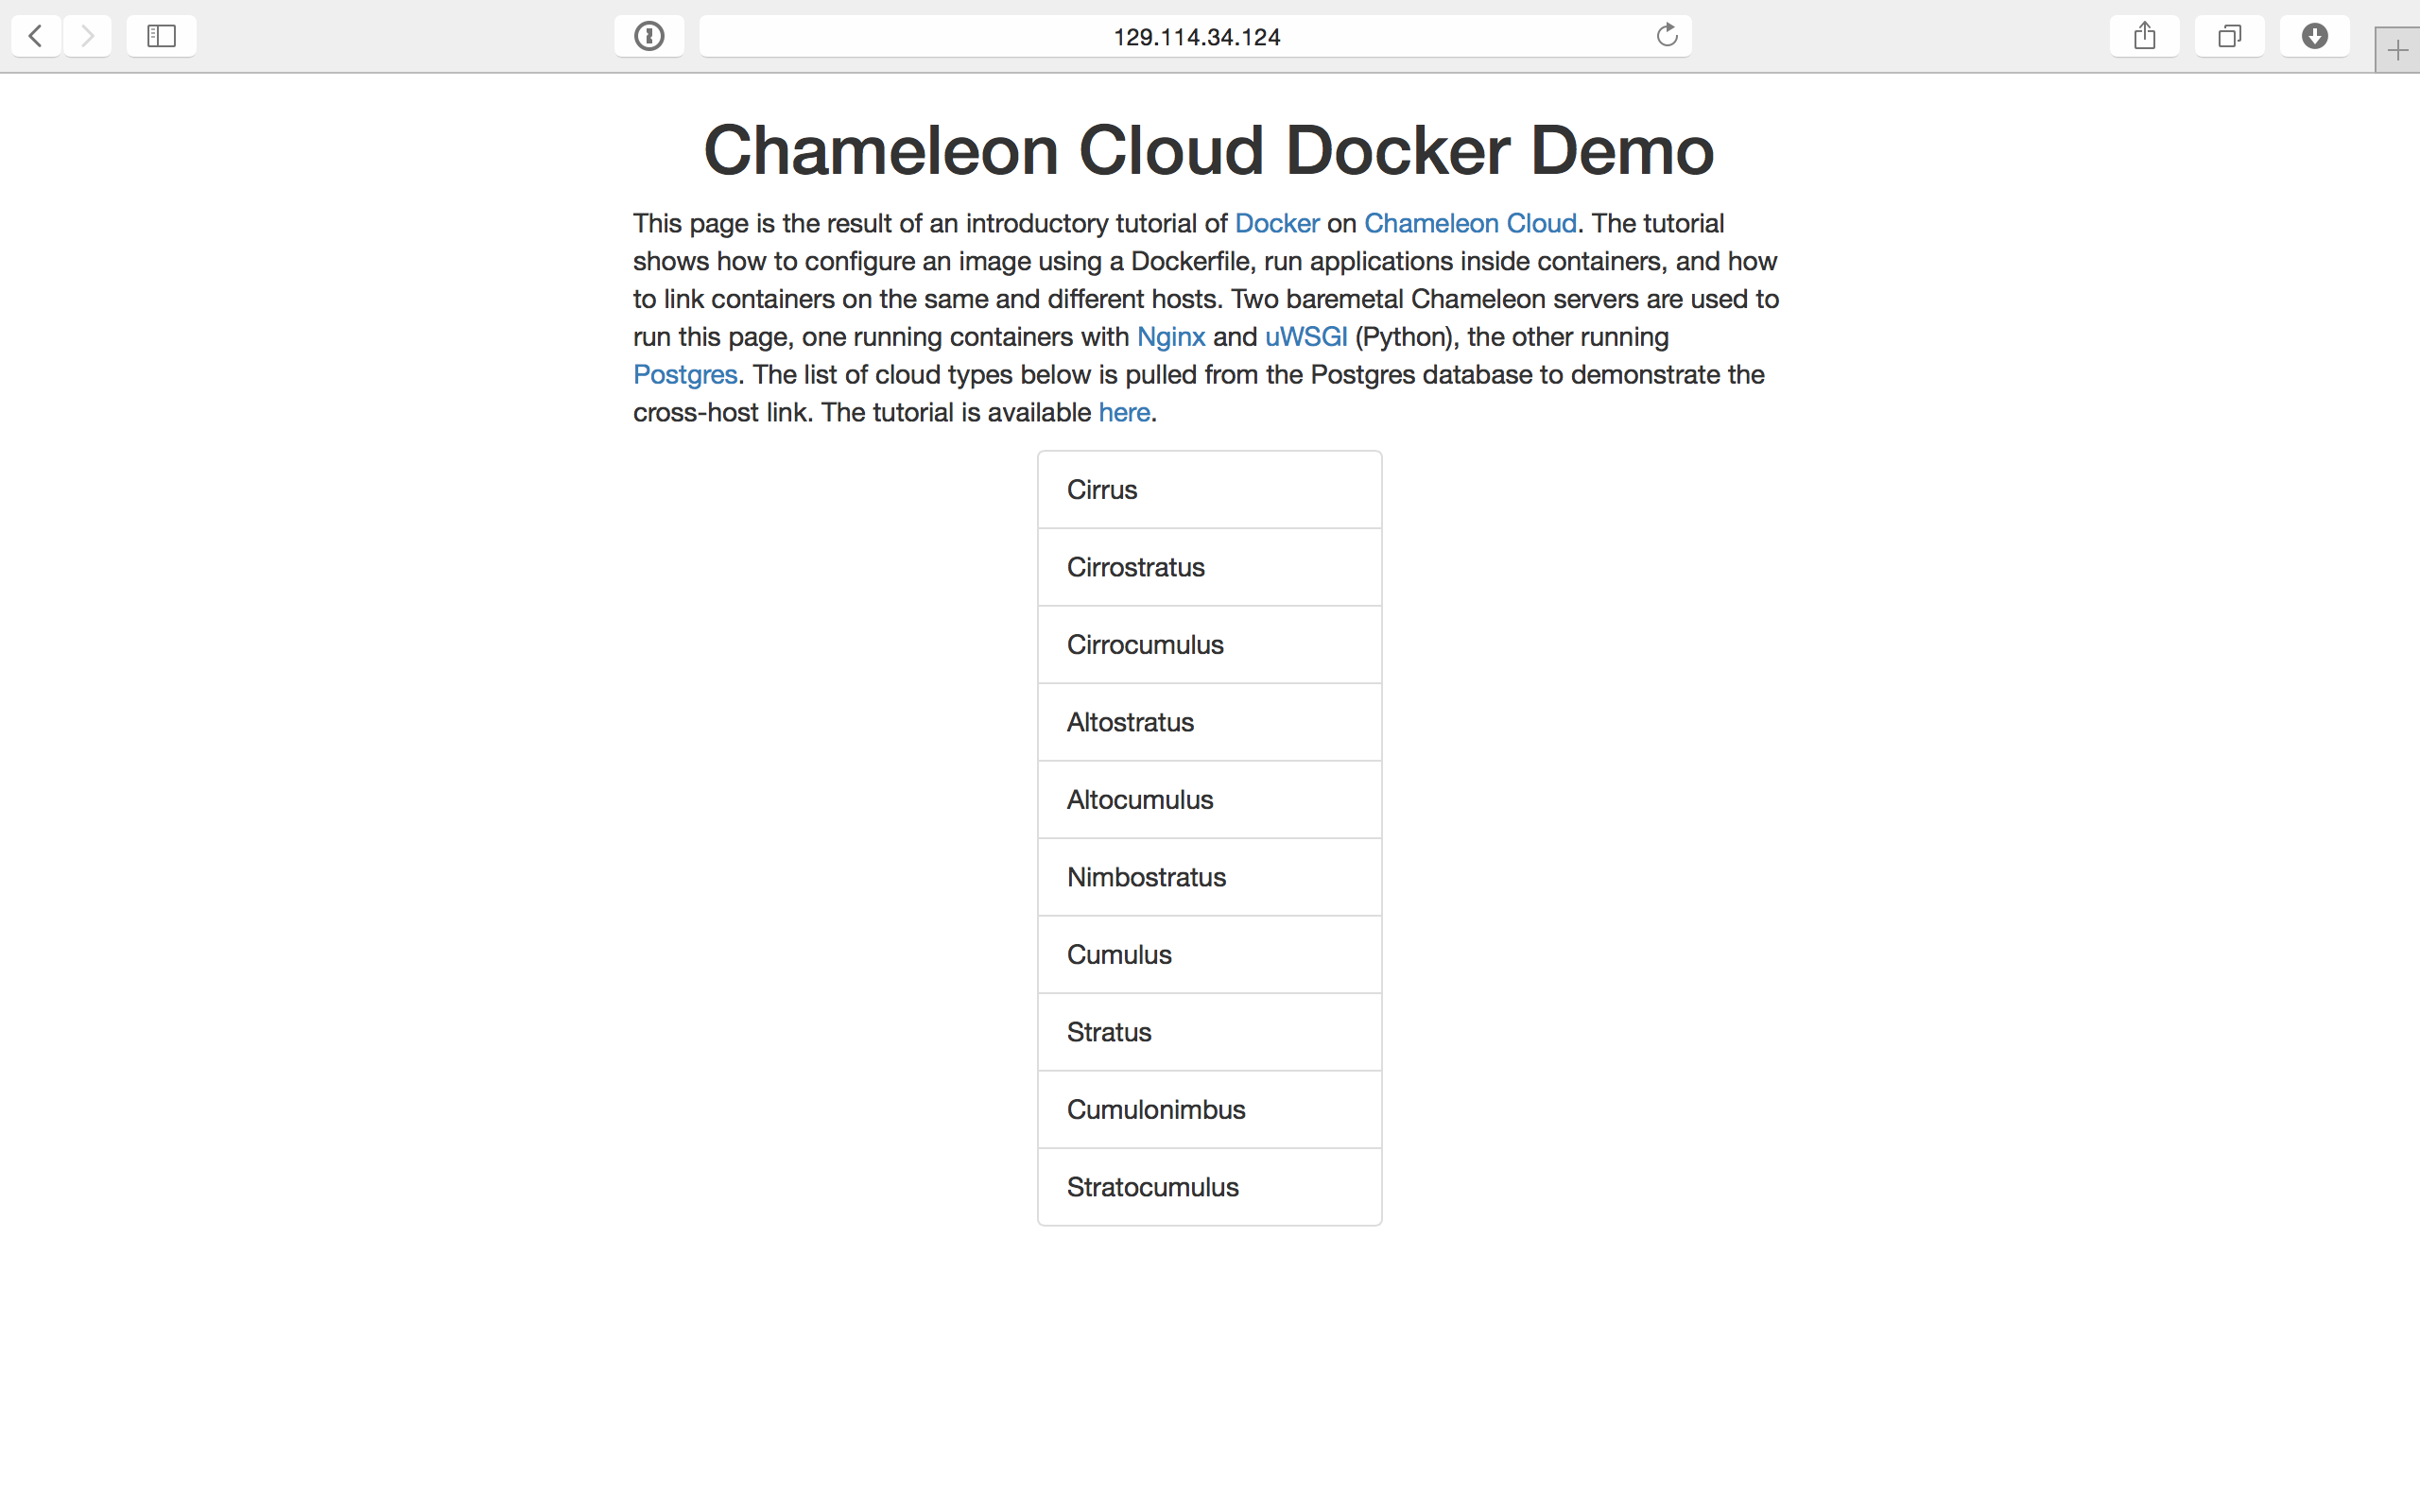 129.114.34.124
Chameleon Cloud Docker Demo
This page is the result of an introductory tutorial of Docker on Chameleon Cloud. The tutorial
shows how to configure an image using a Dockerfile, run applications inside containers, and how
to link containers on the same and different hosts. Two baremetal Chameleon servers are used to
run this page, one running containers with Nginx and uWSGI (Python), the other running
Postgres. The list of cloud types below is pulled from the Postgres database to demonstrate the
cross-host link. The tutorial is available here.
Cirrus
Cirrostratus
Cirrocumulus
Altostratus
Altocumulus
Nimbostratus
Cumulus
Stratus
Cumulonimbus
Stratocumulus